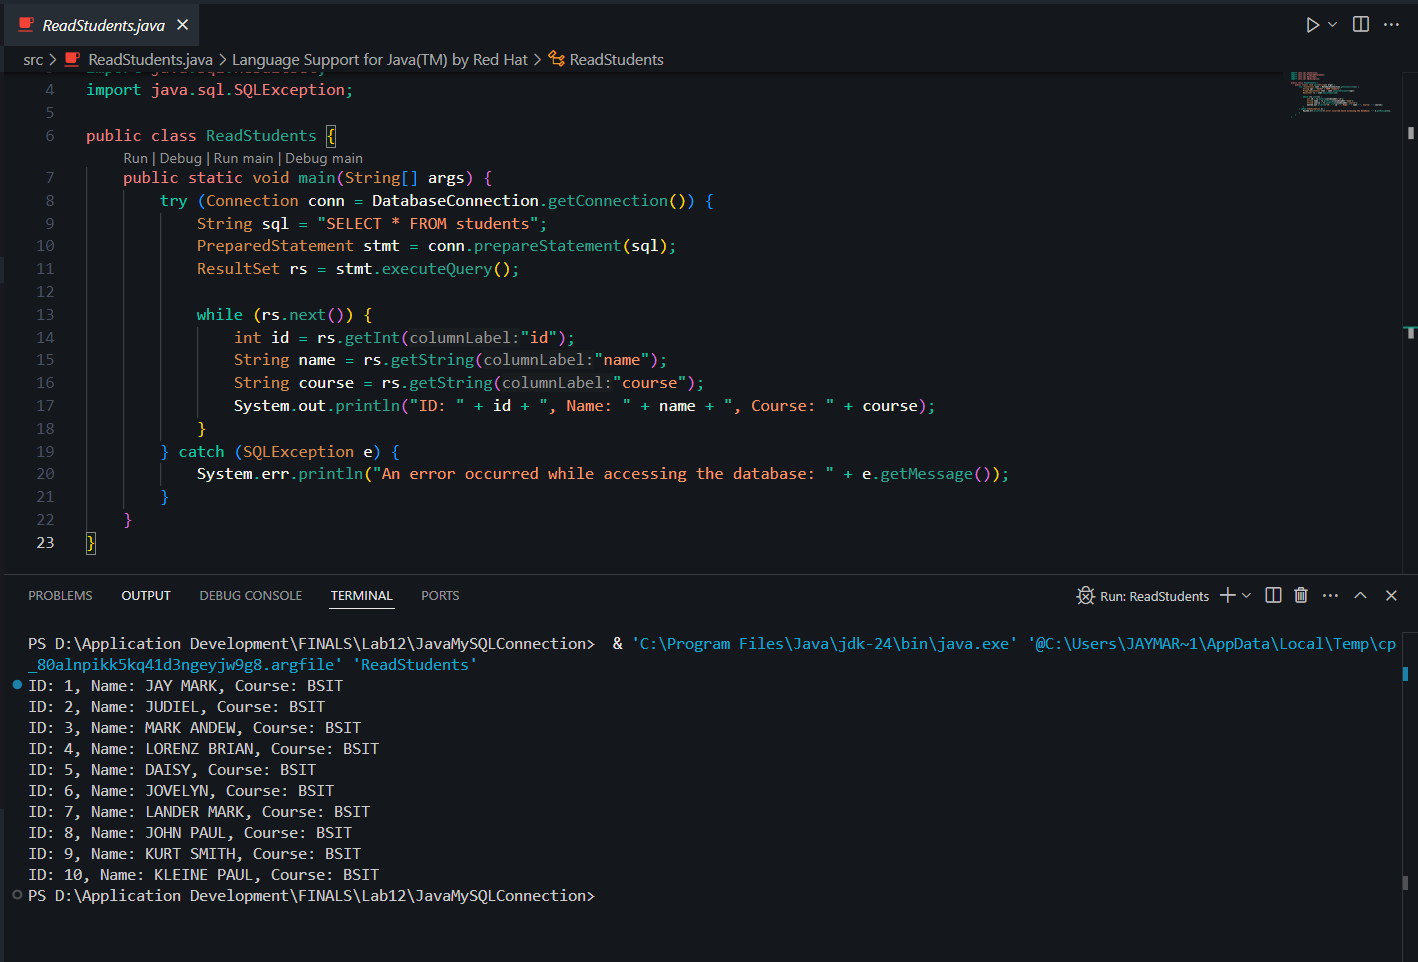 ReadStudents.java
src > ReadStudents.java > Language Support for Java(TM) by Red Hat > ReadStudents
4 import java.sql.SQLException;
5
6 public class ReadStudents {
Run | Debug | Run main | Debug main
7 public static void main(String[] args) {
8 try (Connection conn = DatabaseConnection.getConnection()) {
9 String sql = "SELECT * FROM students";
10 PreparedStatement stmt = conn.prepareStatement(sql);
11 ResultSet rs = stmt.executeQuery();
12
13 while (rs.next()) {
14 int id = rs.getInt(columnLabel:"id");
15 String name = rs.getString(columnLabel:"name");
16 String course = rs.getString(columnLabel:"course");
17 System.out.println("ID: " + id + ", Name: " + name + ", Course: " + course);
18 }
19 } catch (SQLException e) {
20 System.err.println("An error occurred while accessing the database: " + e.getMessage());
21 }
22 }
23 }
PROBLEMS OUTPUT DEBUG CONSOLE TERMINAL PORTS Run: ReadStudents
PS D:\Application Development\FINALS\Lab12\JavaMySQLConnection> & 'C:\Program Files\Java\jdk-24\bin\java.exe' '@C:\Users\JAYMAR~1\AppData\Local\Temp\cp
_80alnpikk5kq41d3ngeyjw9g8.argfile' 'ReadStudents'
ID: 1, Name: JAY MARK, Course: BSIT
ID: 2, Name: JUDIEL, Course: BSIT
ID: 3, Name: MARK ANDEW, Course: BSIT
ID: 4, Name: LORENZ BRIAN, Course: BSIT
ID: 5, Name: DAISY, Course: BSIT
ID: 6, Name: JOVELYN, Course: BSIT
ID: 7, Name: LANDER MARK, Course: BSIT
ID: 8, Name: JOHN PAUL, Course: BSIT
ID: 9, Name: KURT SMITH, Course: BSIT
ID: 10, Name: KLEINE PAUL, Course: BSIT
PS D:\Application Development\FINALS\Lab12\JavaMySQLConnection>